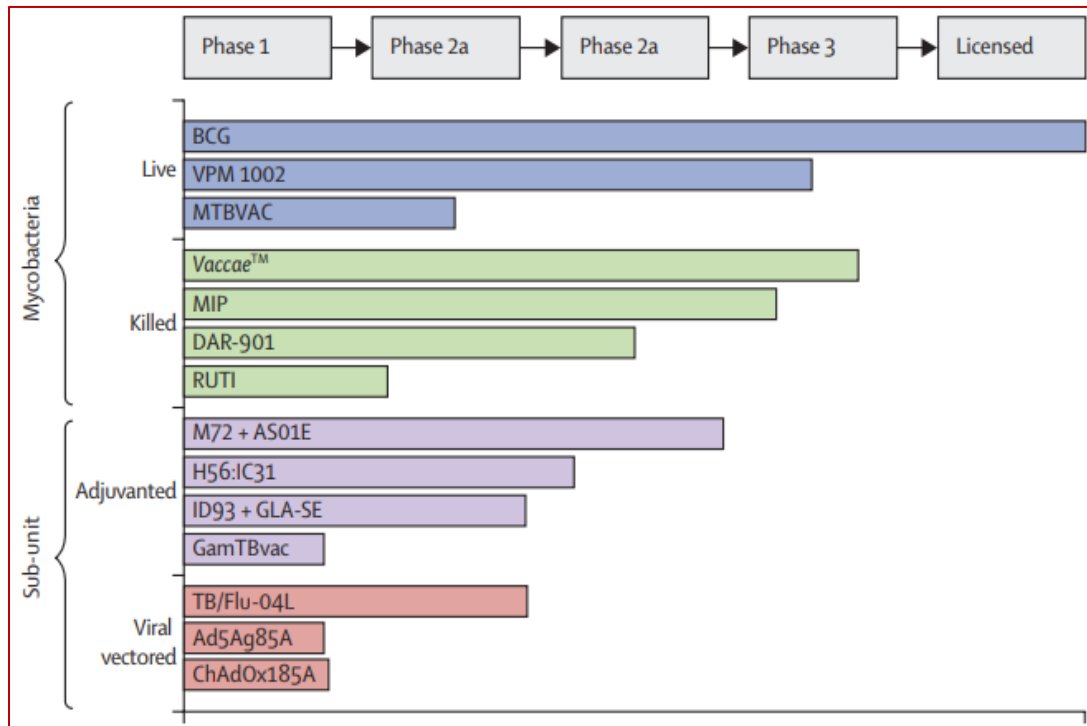 Phase 1
Phase 2a
Phase 2a
Phase 3
Licensed
Mycobacteria
Live
BCG
VPM 1002
MTBVAC
Killed
Vaccae™
MIP
DAR-901
RUTI
Sub-unit
Adjuvanted
M72 + AS01E
H56:IC31
ID93 + GLA-SE
GamTBvac
Viral
vectored
TB/Flu-04L
Ad5Ag85A
ChAdOx185A